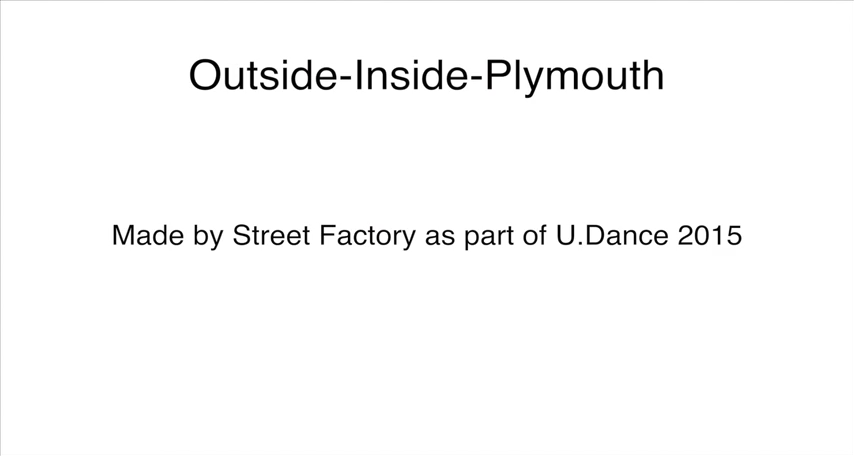 Outside-Inside-Plymouth
Made by Street Factory as part of U.Dance 2015